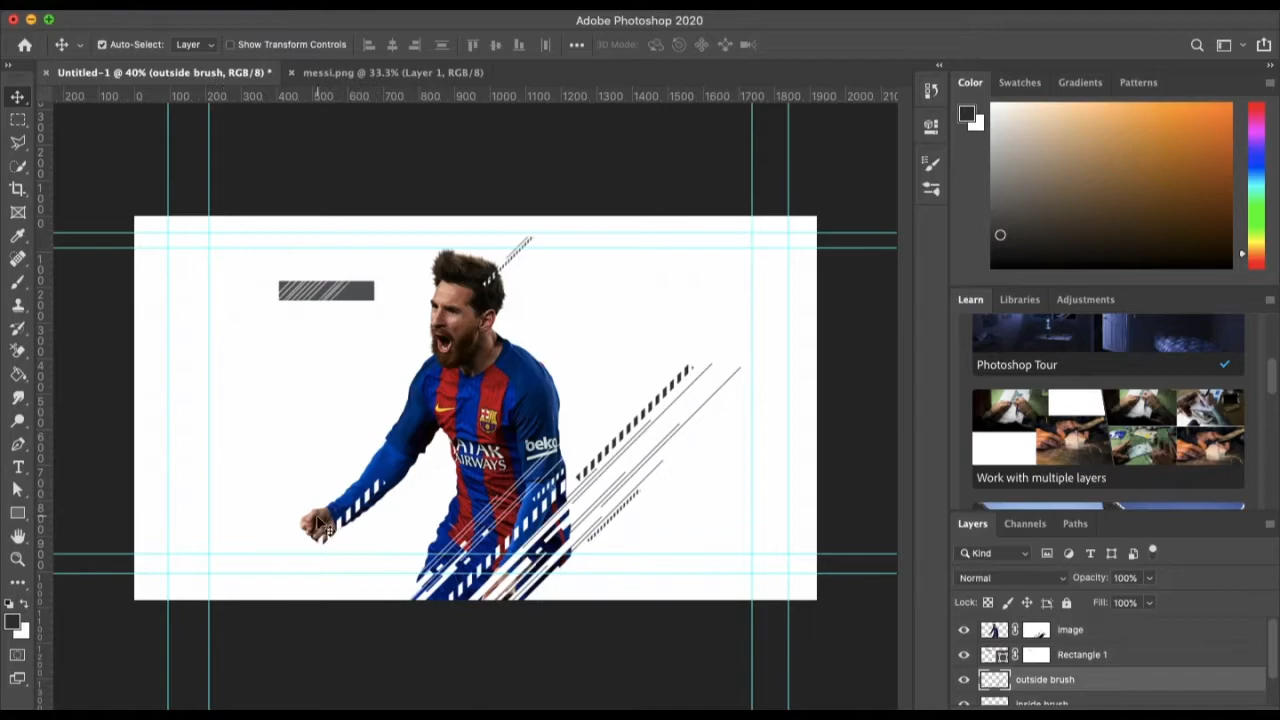 Adobe Photoshop 2020
Auto-Select: Layer Show Transform Controls 3D Mode:
Untitled-1 @ 40% (outside brush, RGB/8) * messi.png @ 33.3% (Layer 1, RGB/8)
200 100 0 100 200 300 400 500 600 700 800 900 1000 1100 1200 1300 1400 1500 1600 1700 1800 1900 2000
Color Swatches Gradients Patterns
beko
AIRWAYS
Learn Libraries Adjustments
Photoshop Tour
Work with multiple layers
Layers Channels Paths
Kind
Normal Opacity: 100%
Lock: Fill: 100%
image
Rectangle 1
outside brush
inside brush